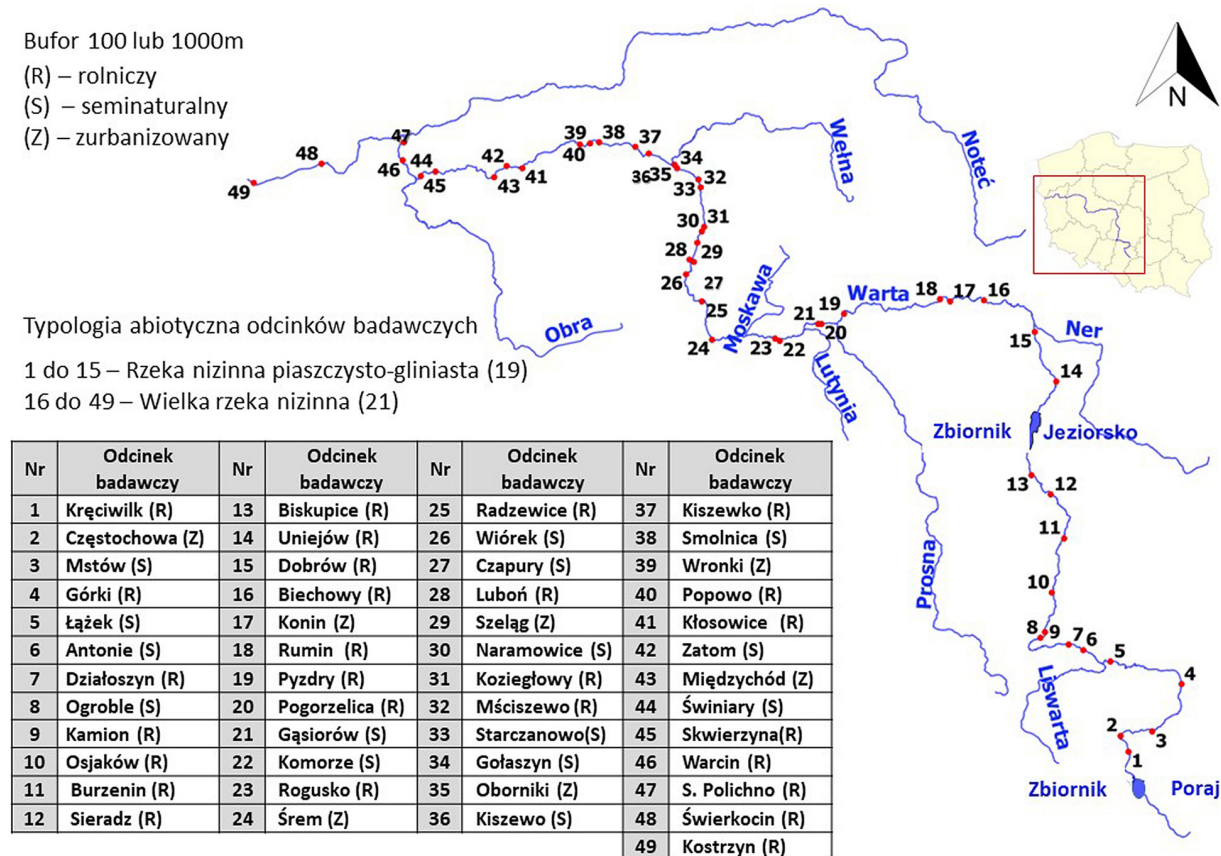 Bufor 100 lub 1000m
(R) – rolniczy
(S) – seminaturalny
(Z) – zurbanizowany
N
47
39
38
37
48
40
34
44
42
46
36
35
32
49
45
43
41
33
Wełna
Noteć
30
31
28
29
26
27
25
Moskawa
Warta
18
17
16
19
21
20
Obra
24
23
22
Ner
15
Lutynia
14
Typologia abiotyczna odcinków badawczych
1 do 15 – Rzeka nizinna piaszczysto-gliniasta (19)
16 do 49 – Wielka rzeka nizinna (21)
Zbiornik Jeziorsko
13
12
11
Prosna
10
8
9
7
6
5
4
Liswarta
2
3
1
Zbiornik Poraj
Nr Odcinek badawczy Nr Odcinek badawczy Nr Odcinek badawczy Nr Odcinek badawczy
1 Kręciwilk (R) 13 Biskupice (R) 25 Radzewice (R) 37 Kiszewko (R)
2 Częstochowa (Z) 14 Uniejów (R) 26 Wiórek (S) 38 Smolnica (S)
3 Mstów (S) 15 Dobrów (R) 27 Czapury (S) 39 Wronki (Z)
4 Górki (R) 16 Biechowy (R) 28 Luboń (R) 40 Popowo (R)
5 Łążek (S) 17 Konin (Z) 29 Szeląg (Z) 41 Kłosowice (R)
6 Antonie (S) 18 Rumin (R) 30 Naramowice (S) 42 Zatom (S)
7 Działoszyn (R) 19 Pyzdry (R) 31 Koziegłowy (R) 43 Międzychód (Z)
8 Ogroble (S) 20 Pogorzelica (R) 32 Mściszewo (R) 44 Świniary (S)
9 Kamion (R) 21 Gąsiorów (S) 33 Starczanowo(S) 45 Skwierzyna(R)
10 Osjaków (R) 22 Komorze (S) 34 Gołaszyn (S) 46 Warcin (R)
11 Burzenin (R) 23 Rogusko (R) 35 Oborniki (Z) 47 S. Polichno (R)
12 Sieradz (R) 24 Śrem (Z) 36 Kiszewo (S) 48 Świerkocin (R)
49 Kostrzyn (R)